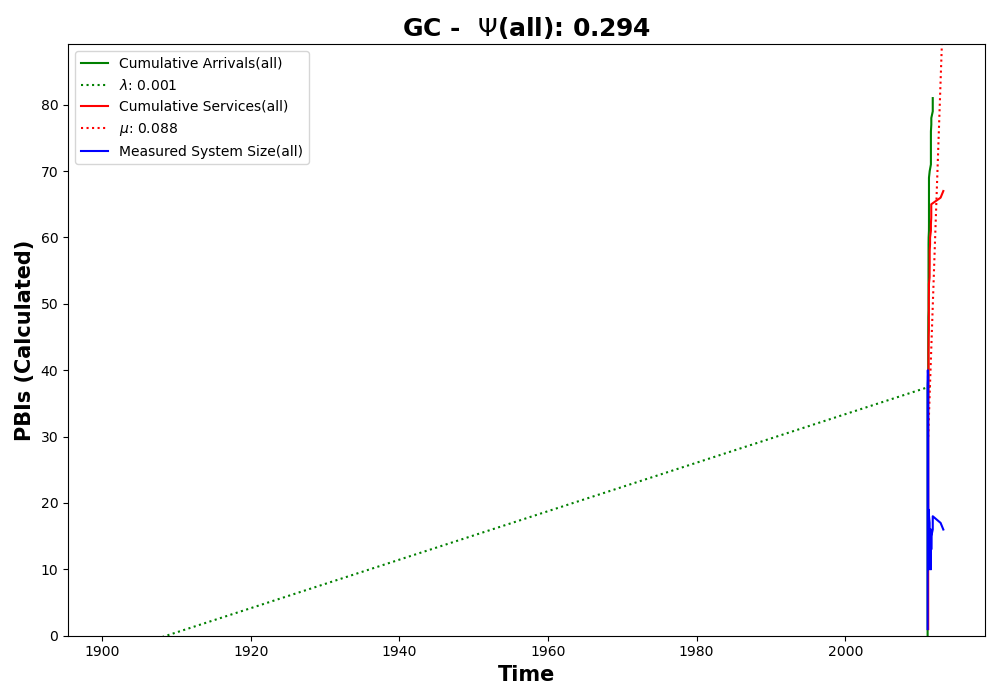 GC - Ψ(all): 0.294
Cumulative Arrivals(all)
λ: 0.001
Cumulative Services(all)
μ: 0.088
Measured System Size(all)
PBIs (Calculated)
80
70
60
50
40
30
20
10
0
1900 1920 1940 1960 1980 2000
Time